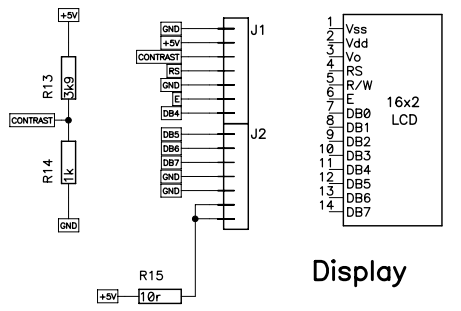 +5V
R13
3k9
CONTRAST
R14
1k
GND
GND
+5V
CONTRAST
RS
GND
E
DB4
J1
DB5
DB6
DB7
GND
GND
J2
R15
+5V
10r
1 Vss
2 Vdd
3 Vo
4 RS
5 R/W
6 E
7 DB0
8 DB1
9 DB2
10 DB3
11 DB4
12 DB5
13 DB6
14 DB7
16x2
LCD
Display